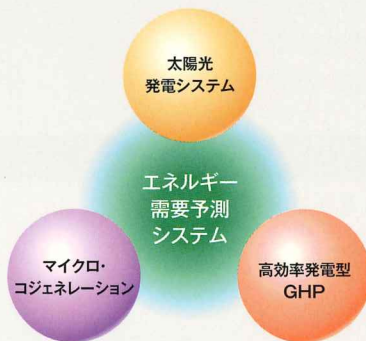 太陽光
発電システム
エネルギー
需要予測
システム
マイクロ・
コジェネレーション
高効率発電型
GHP